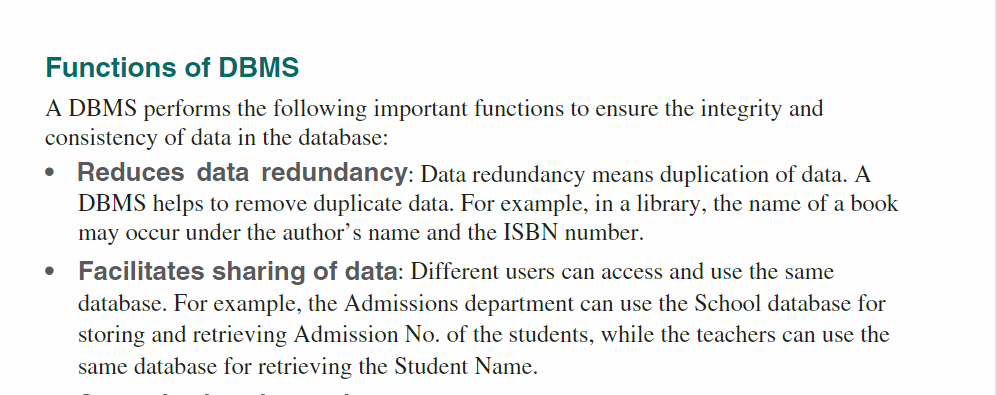 Functions of DBMS
A DBMS performs the following important functions to ensure the integrity and
consistency of data in the database:
• Reduces data redundancy: Data redundancy means duplication of data. A
DBMS helps to remove duplicate data. For example, in a library, the name of a book
may occur under the author’s name and the ISBN number.
• Facilitates sharing of data: Different users can access and use the same
database. For example, the Admissions department can use the School database for
storing and retrieving Admission No. of the students, while the teachers can use the
same database for retrieving the Student Name.